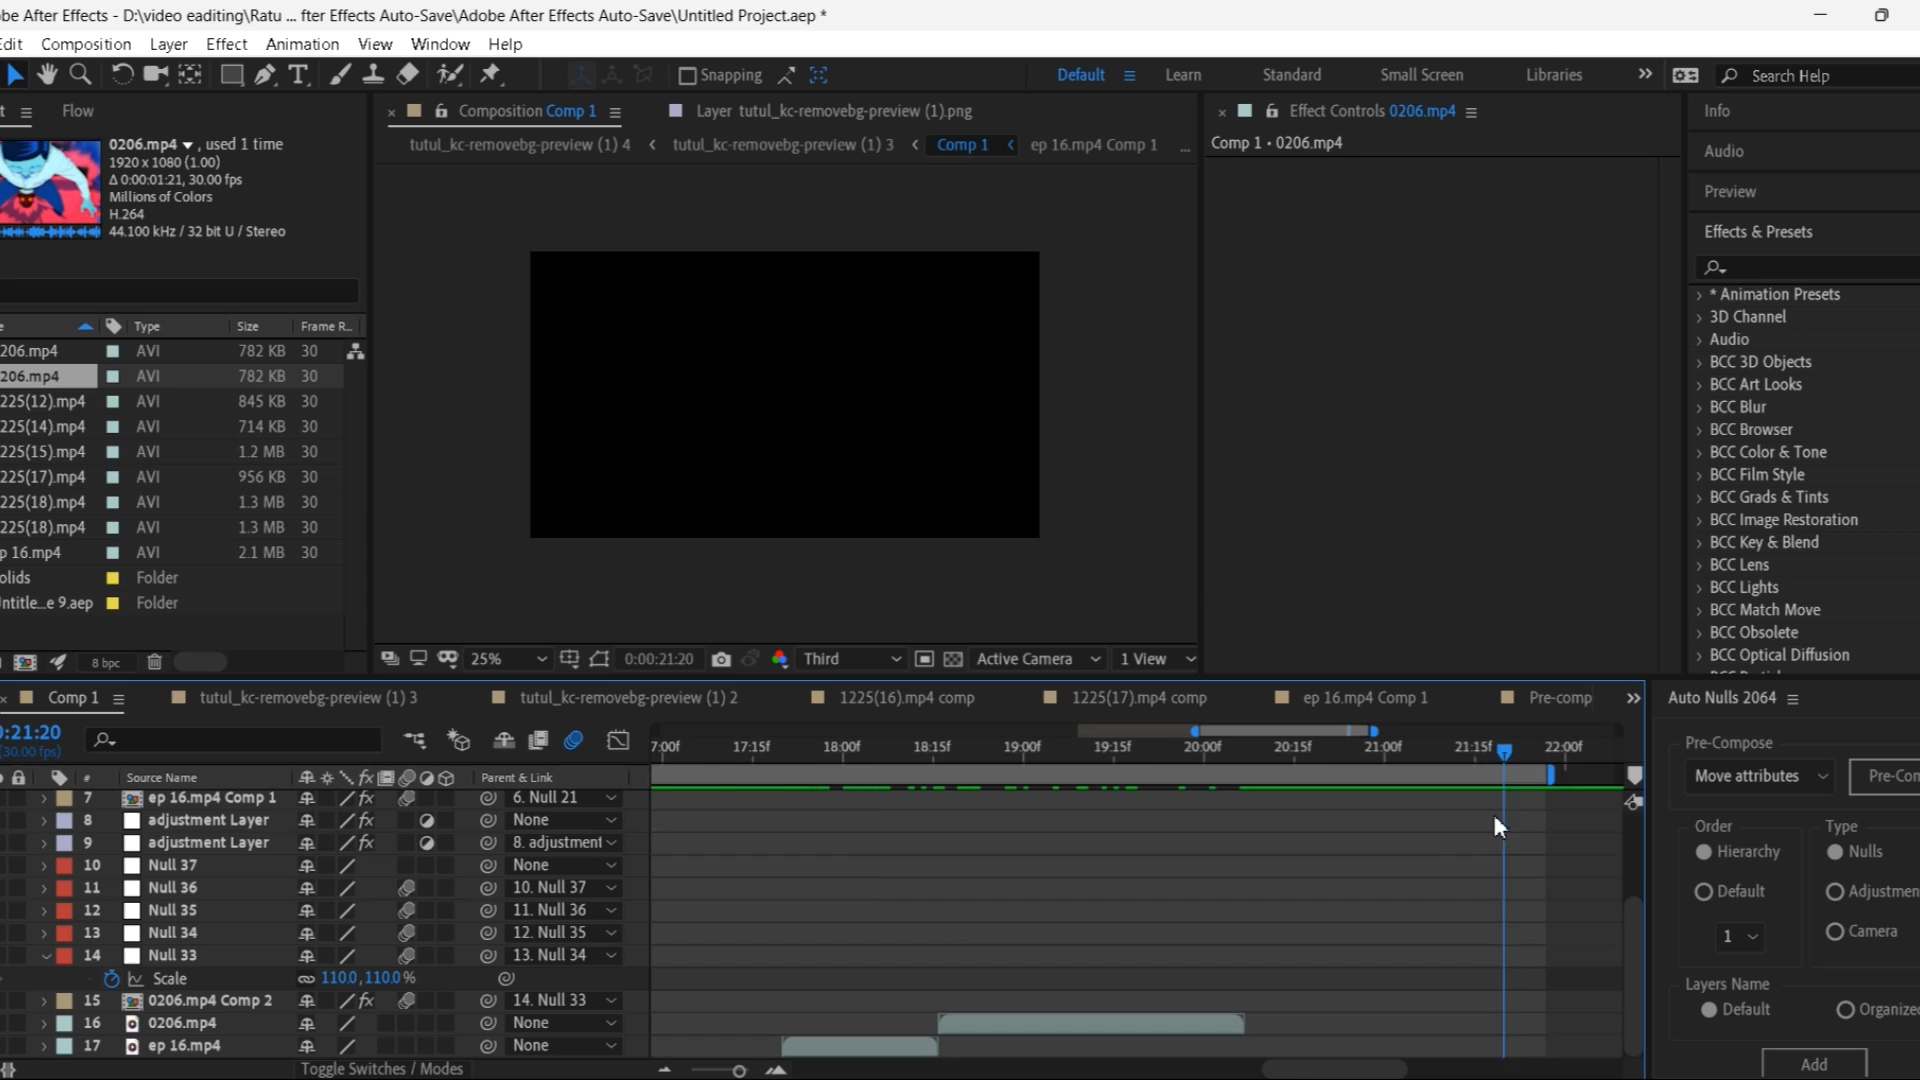 be After Effects - D:\video eaditing\Ratu ... fter Effects Auto-Save\Adobe After Effects Auto-Save\Untitled Project.aep *
Edit Composition Layer Effect Animation View Window Help
Snapping Default Learn Standard Small Screen Libraries Search Help
t Flow
Composition Comp 1 Layer tutul_kc-removebg-preview (1).png
Effect Controls 0206.mp4
Info
tutul_kc-removebg-preview (1) 4 tutul_kc-removebg-preview (1) 3 Comp 1 ep 16.mp4 Comp 1 ...
Comp 1 • 0206.mp4
0206.mp4 , used 1 time
1920 x 1080 (1.00)
Δ 0:00:01:21, 30.00 fps
Millions of Colors
H.264
44.100 kHz / 32 bit U / Stereo
Audio
Preview
Effects & Presets
* Animation Presets
3D Channel
Audio
BCC 3D Objects
BCC Art Looks
BCC Blur
BCC Browser
BCC Color & Tone
BCC Film Style
BCC Grads & Tints
BCC Image Restoration
BCC Key & Blend
BCC Lens
BCC Lights
BCC Match Move
BCC Obsolete
BCC Optical Diffusion
e Type Size Frame R...
206.mp4 AVI 782 KB 30
206.mp4 AVI 782 KB 30
225(12).mp4 AVI 845 KB 30
225(14).mp4 AVI 714 KB 30
225(15).mp4 AVI 1.2 MB 30
225(17).mp4 AVI 956 KB 30
225(18).mp4 AVI 1.3 MB 30
225(18).mp4 AVI 1.3 MB 30
p 16.mp4 AVI 2.1 MB 30
olids Folder
Intitle...e 9.aep Folder
8 bpc
25% 0:00:21:20 Third Active Camera 1 View
Comp 1 tutul_kc-removebg-preview (1) 3 tutul_kc-removebg-preview (1) 2 1225(16).mp4 comp 1225(17).mp4 comp ep 16.mp4 Comp 1 Pre-comp
0:21:20
(30.00 fps)
7:00f 17:15f 18:00f 18:15f 19:00f 19:15f 20:00f 20:15f 21:00f 21:15f 22:00f
# Source Name Parent & Link
7 ep 16.mp4 Comp 1 6. Null 21
8 adjustment Layer None
9 adjustment Layer 8. adjustment
10 Null 37 None
11 Null 36 10. Null 37
12 Null 35 11. Null 36
13 Null 34 12. Null 35
14 Null 33 13. Null 34
Scale 110.0,110.0%
15 0206.mp4 Comp 2 14. Null 33
16 0206.mp4 None
17 ep 16.mp4 None
Toggle Switches / Modes
Auto Nulls 2064
Pre-Compose
Move attributes Pre-Con
Order Type
Hierarchy Nulls
Default Adjustmen
1 Camera
Layers Name
Default Organized
Add